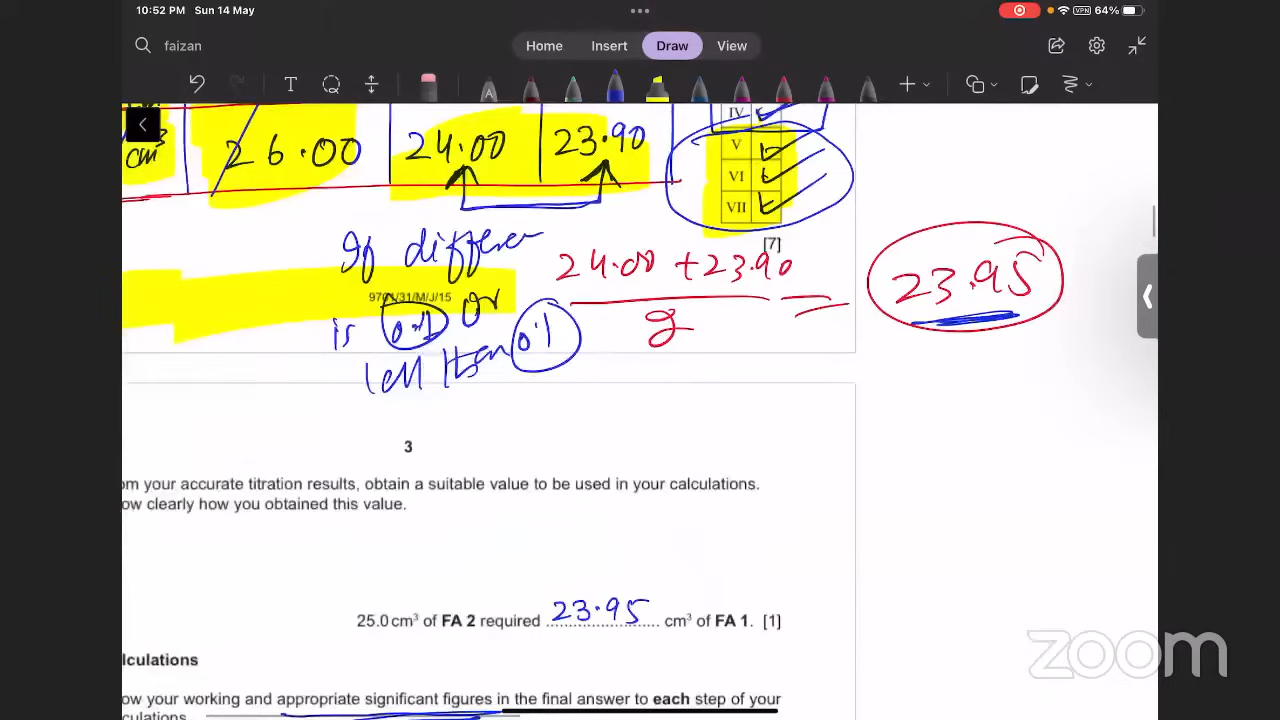 10:52 PM Sun 14 May
64%
VPN
faizan
Home Insert Draw View
T
A
cm³ 26.00 24.00 23.90
IV
V
VI
VII
[7]
If differen
is 0.1 or
less than 0.1
24.00 + 23.90
2
=
23.95
9701/31/M/J/15
3
om your accurate titration results, obtain a suitable value to be used in your calculations.
ow clearly how you obtained this value.
25.0 cm³ of FA 2 required 23.95 cm³ of FA 1. [1]
lculations
ow your working and appropriate significant figures in the final answer to each step of your
culations.
zoom